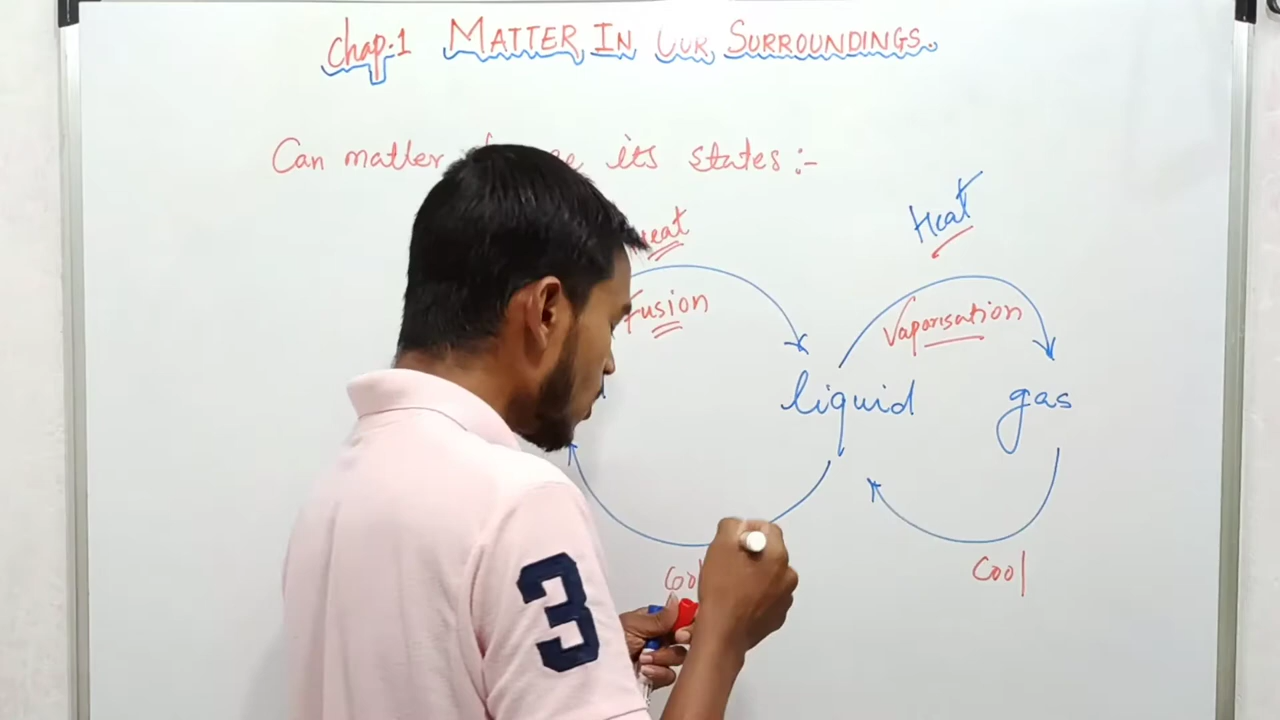 Chap.1 MATTER IN OUR SURROUNDINGS.
Can matter its states :-
Heat
Heat
Fusion
Vaporisation
liquid gas
3
Cool